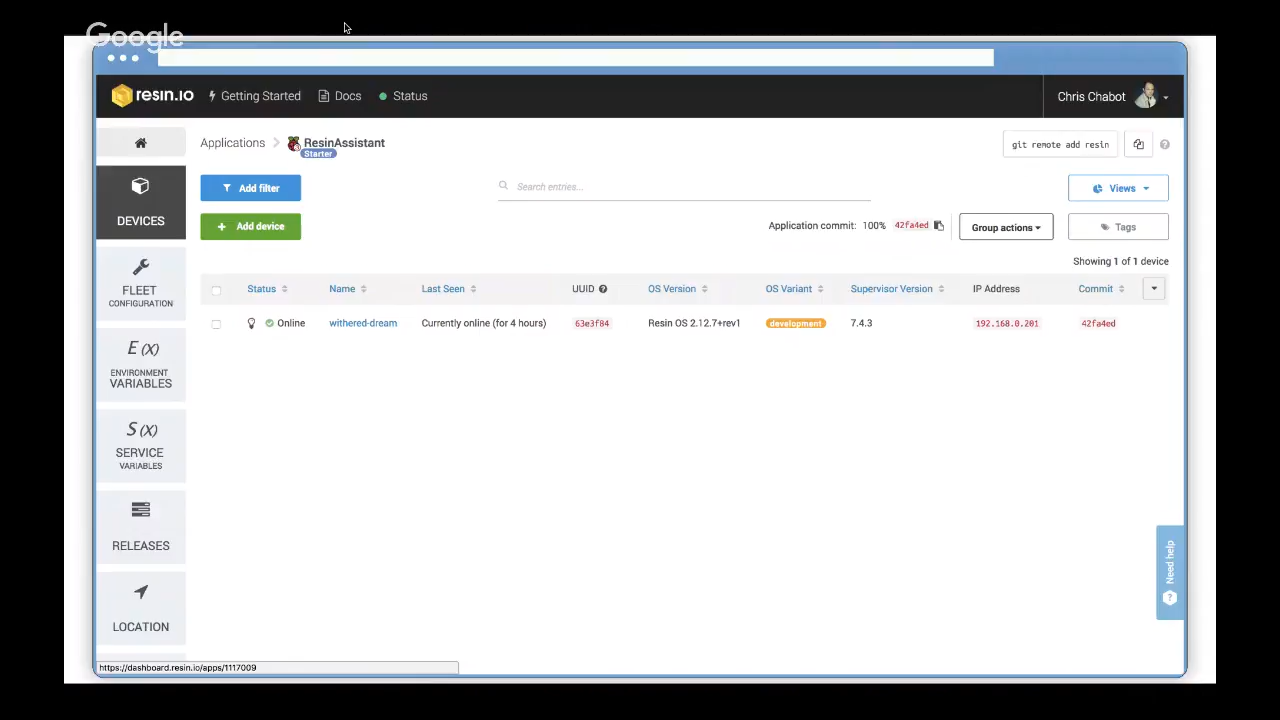 Google
resin.io Getting Started Docs Status Chris Chabot
Applications ResinAssistant git remote add resin
Starter
Add filter Search entries... Views
DEVICES
Add device Application commit: 100% 42fa4ed Group actions Tags
Showing 1 of 1 device
FLEET
CONFIGURATION
Status Name Last Seen UUID OS Version OS Variant Supervisor Version IP Address Commit
Online withered-dream Currently online (for 4 hours) 63e3f84 Resin OS 2.12.7+rev1 development 7.4.3 192.168.0.201 42fa4ed
E (X)
ENVIRONMENT
VARIABLES
S (X)
SERVICE
VARIABLES
RELEASES
LOCATION
Need help
?
https://dashboard.resin.io/apps/1117009